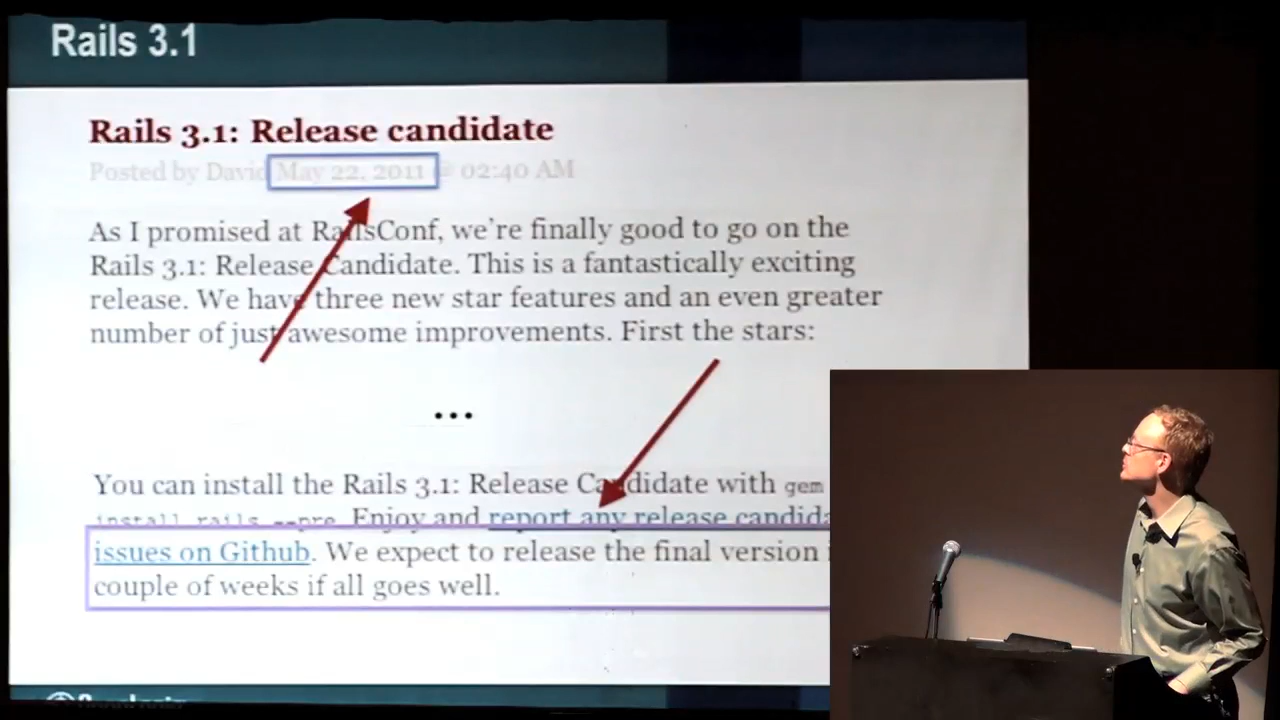 Rails 3.1
Rails 3.1: Release candidate
Posted by David May 22, 2011 @ 02:40 AM
As I promised at RailsConf, we're finally good to go on the
Rails 3.1: Release Candidate. This is a fantastically exciting
release. We have three new star features and an even greater
number of just awesome improvements. First the stars:
...
You can install the Rails 3.1: Release Candidate with gem
install rails --pre. Enjoy and report any release candida
issues on Github. We expect to release the final version i
couple of weeks if all goes well.